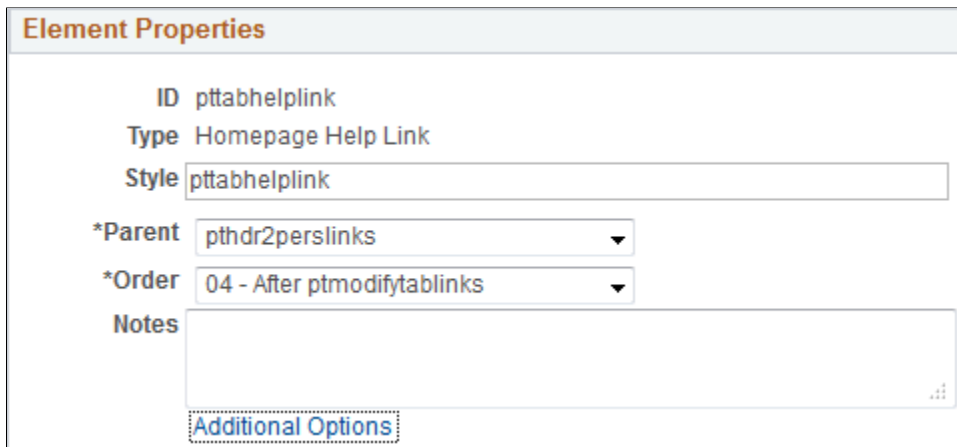 Element Properties
ID pttabhelplink
Type Homepage Help Link
Style pttabhelplink
*Parent pthdr2perslinks
*Order 04 - After ptmodifytablinks
Notes
Additional Options